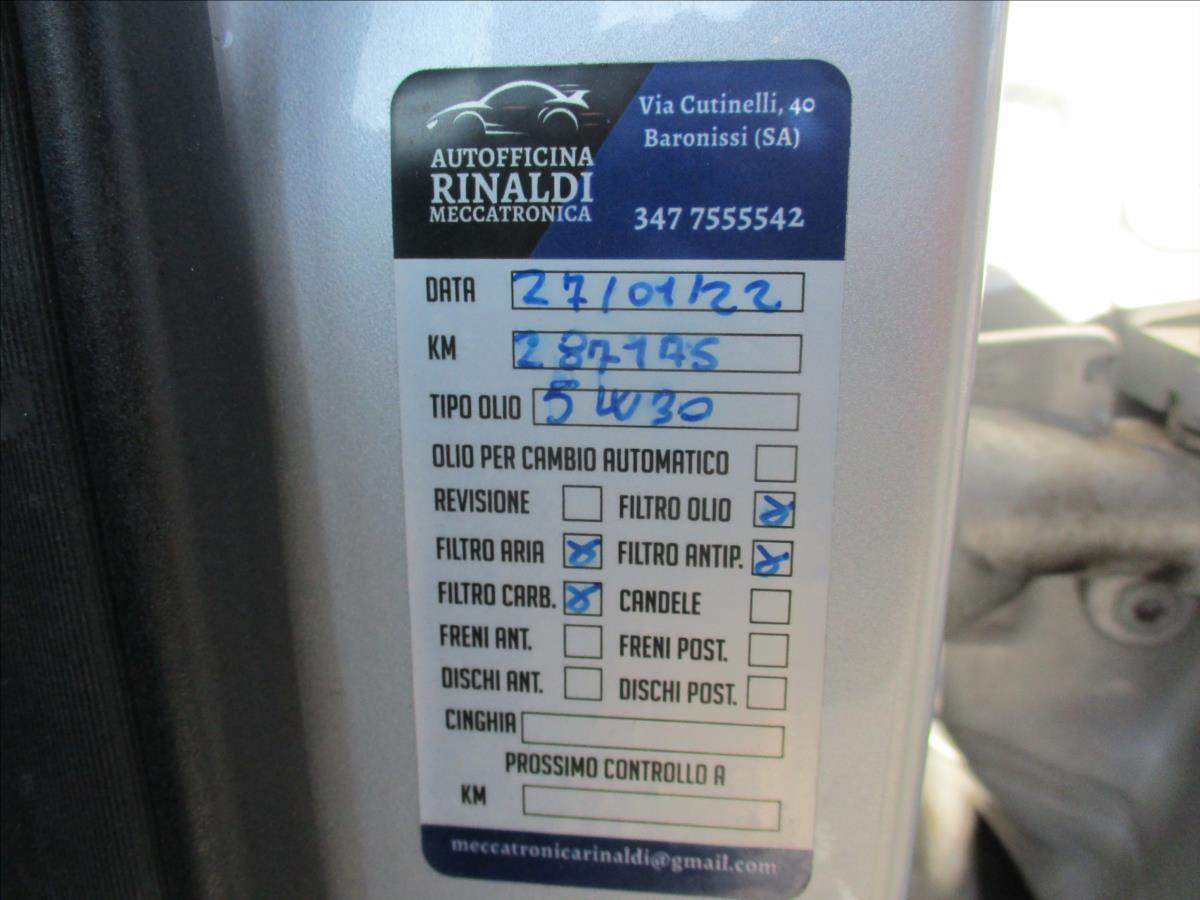 AUTOFFICINA
RINALDI
MECCATRONICA
Via Cutinelli, 40
Baronissi (SA)
347 7555542
DATA 27/01/22
KM 287175
TIPO OLIO 5W30
OLIO PER CAMBIO AUTOMATICO
REVISIONE FILTRO OLIO
FILTRO ARIA FILTRO ANTIP.
FILTRO CARB. CANDELE
FRENI ANT. FRENI POST.
DISCHI ANT. DISCHI POST.
CINGHIA
PROSSIMO CONTROLLO A
KM
meccatronicarinaldi@gmail.com